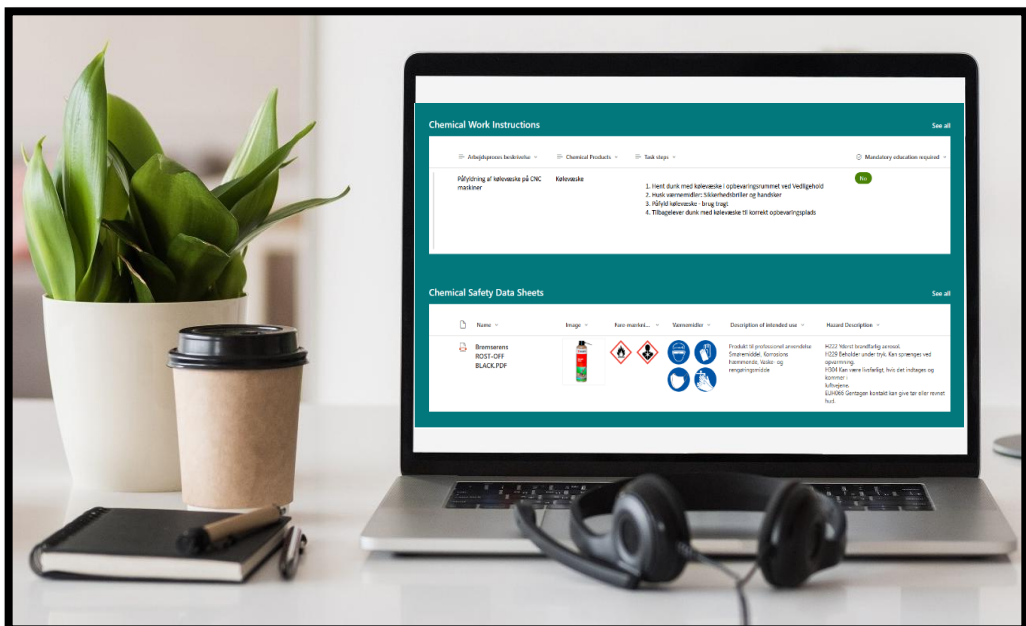 Chemical Work Instructions
See all
Arbejdsproces beskrivelse
Chemical Products
Task steps
Mandatory education required
Påfyldning af kølevæske på CNC
maskiner
Kølevæske
1. Hent dunk med kølevæske i opbevaringsrummet ved Vedligehold
2. Husk værnemidler: Sikkerhedsbriller og handsker
3. Påfyld kølevæske - brug tragt
4. Tilbagelever dunk med kølevæske til korrekt opbevaringsplads
No
Chemical Safety Data Sheets
See all
Name
Image
Fare mærkni...
Værnemidler
Description of intended use
Hazard Description
Bremserens
ROST-OFF
BLACK.PDF
Produkt til professionel anvendelse
Smøremiddel, Korrosions
hæmmende, Vaske- og
rengøringsmidde
H222 Yderst brandfarlig aerosol.
H229 Beholder under tryk. Kan sprænges ved
opvarmning.
H304 Kan være livsfarligt, hvis det indtages og
kommer i
luftvejene.
EUH066 Gentagen kontakt kan give tør eller revnet
hud.